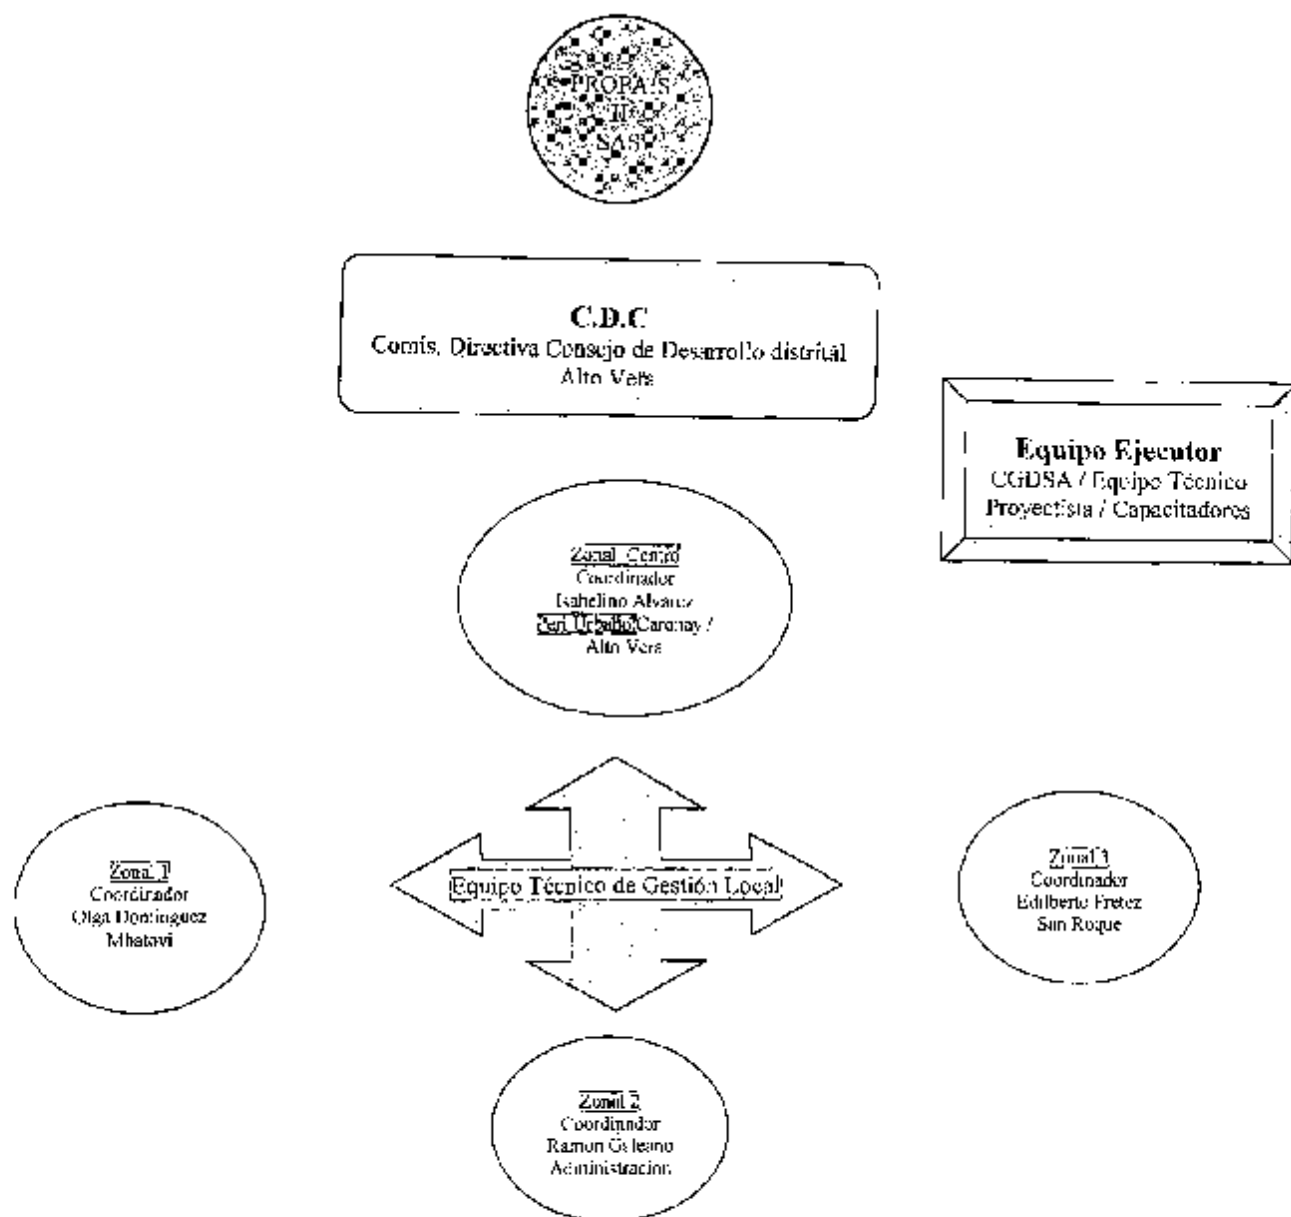 PROPAIS
II
SAS
C.D.C
Comis. Directiva Consejo de Desarrollo distrital
Alto Vera
Equipo Ejecutor
CGDSA / Equipo Técnico
Proyectista / Capacitadores
Zonal Centro
Coordinador
Isabelino Alvarez
Peri Urbano Caronay /
Alto Vera
Zonal 1
Coordinador
Olga Dominguez
Mbatovi
Equipo Técnico de Gestión Local
Zonal 3
Coordinador
Edilberto Fretez
San Roque
Zonal 2
Coordinador
Ramon Galeano
Administracion